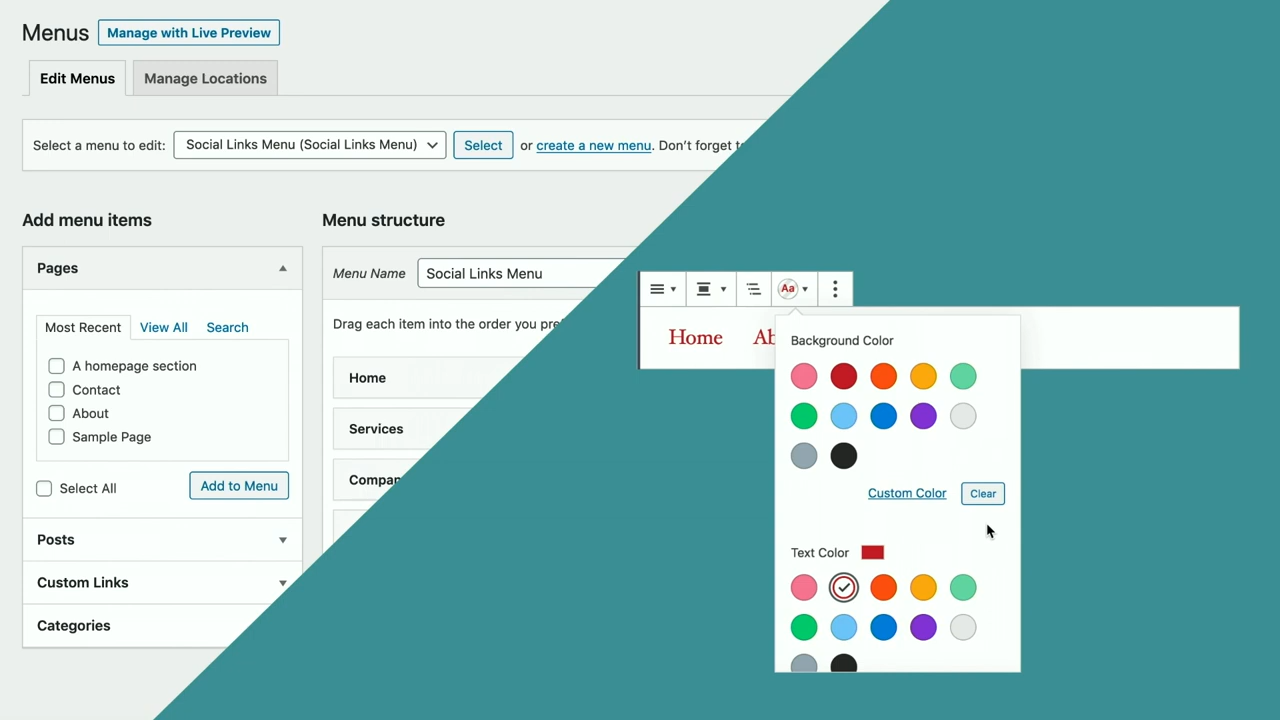 Menus Manage with Live Preview
Edit Menus Manage Locations
Select a menu to edit: Social Links Menu (Social Links Menu) Select or create a new menu. Don't forget
Add menu items
Pages
Most Recent View All Search
A homepage section
Contact
About
Sample Page
Select All Add to Menu
Posts
Custom Links
Categories
Menu structure
Menu Name Social Links Menu
Drag each item into the order you
Home
Services
Aa
Home
Background Color
Custom Color Clear
Text Color